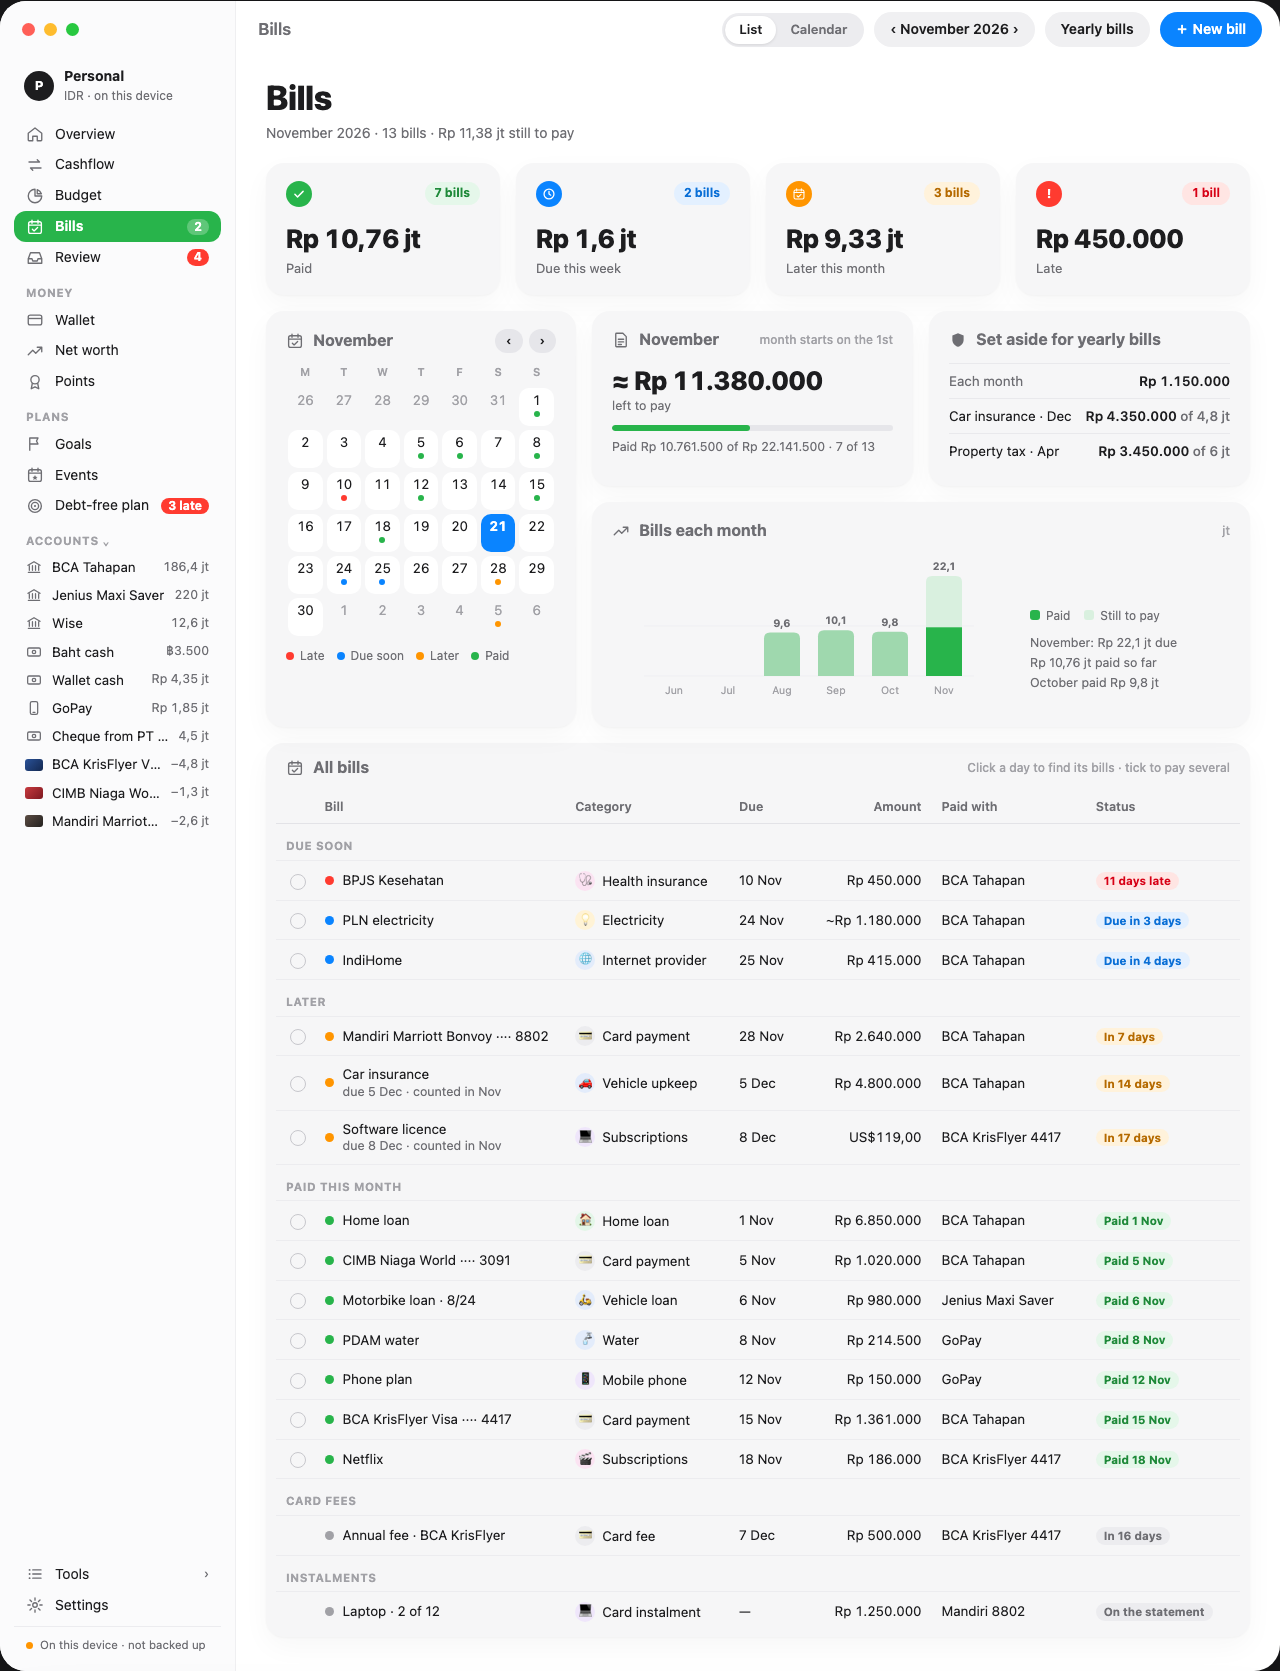 Bills
List
Calendar
‹ November 2026 ›
Yearly bills
+ New bill
P
Personal
IDR · on this device
Overview
Cashflow
Budget
Bills 2
Review 4
MONEY
Wallet
Net worth
Points
PLANS
Goals
Events
Debt-free plan 3 late
ACCOUNTS ⌄
BCA Tahapan 186,4 jt
Jenius Maxi Saver 220 jt
Wise 12,6 jt
Baht cash ฿3.500
Wallet cash Rp 4,35 jt
GoPay Rp 1,85 jt
Cheque from PT ... 4,5 jt
BCA KrisFlyer V... −4,8 jt
CIMB Niaga Wo... −1,3 jt
Mandiri Marriot... −2,6 jt
Tools ›
Settings
On this device · not backed up
Bills
November 2026 · 13 bills · Rp 11,38 jt still to pay
7 bills
Rp 10,76 jt
Paid
2 bills
Rp 1,6 jt
Due this week
3 bills
Rp 9,33 jt
Later this month
1 bill
Rp 450.000
Late
November ‹ ›
M T W T F S S
26 27 28 29 30 31 1
2 3 4 5 6 7 8
9 10 11 12 13 14 15
16 17 18 19 20 21 22
23 24 25 26 27 28 29
30 1 2 3 4 5 6
Late Due soon Later Paid
November month starts on the 1st
≈ Rp 11.380.000
left to pay
Paid Rp 10.761.500 of Rp 22.141.500 · 7 of 13
Set aside for yearly bills
Each month Rp 1.150.000
Car insurance · Dec Rp 4.350.000 of 4,8 jt
Property tax · Apr Rp 3.450.000 of 6 jt
Bills each month jt
9,6 10,1 9,8 22,1
Jun Jul Aug Sep Oct Nov
Paid Still to pay
November: Rp 22,1 jt due
Rp 10,76 jt paid so far
October paid Rp 9,8 jt
All bills Click a day to find its bills · tick to pay several
Bill Category Due Amount Paid with Status
DUE SOON
BPJS Kesehatan Health insurance 10 Nov Rp 450.000 BCA Tahapan 11 days late
PLN electricity Electricity 24 Nov ~Rp 1.180.000 BCA Tahapan Due in 3 days
IndiHome Internet provider 25 Nov Rp 415.000 BCA Tahapan Due in 4 days
LATER
Mandiri Marriott Bonvoy ···· 8802 Card payment 28 Nov Rp 2.640.000 BCA Tahapan In 7 days
Car insurance Vehicle upkeep 5 Dec Rp 4.800.000 BCA Tahapan In 14 days
due 5 Dec · counted in Nov
Software licence Subscriptions 8 Dec US$119,00 BCA KrisFlyer 4417 In 17 days
due 8 Dec · counted in Nov
PAID THIS MONTH
Home loan Home loan 1 Nov Rp 6.850.000 BCA Tahapan Paid 1 Nov
CIMB Niaga World ···· 3091 Card payment 5 Nov Rp 1.020.000 BCA Tahapan Paid 5 Nov
Motorbike loan · 8/24 Vehicle loan 6 Nov Rp 980.000 Jenius Maxi Saver Paid 6 Nov
PDAM water Water 8 Nov Rp 214.500 GoPay Paid 8 Nov
Phone plan Mobile phone 12 Nov Rp 150.000 GoPay Paid 12 Nov
BCA KrisFlyer Visa ···· 4417 Card payment 15 Nov Rp 1.361.000 BCA Tahapan Paid 15 Nov
Netflix Subscriptions 18 Nov Rp 186.000 BCA KrisFlyer 4417 Paid 18 Nov
CARD FEES
Annual fee · BCA KrisFlyer Card fee 7 Dec Rp 500.000 BCA KrisFlyer 4417 In 16 days
INSTALMENTS
Laptop · 2 of 12 Card instalment — Rp 1.250.000 Mandiri 8802 On the statement